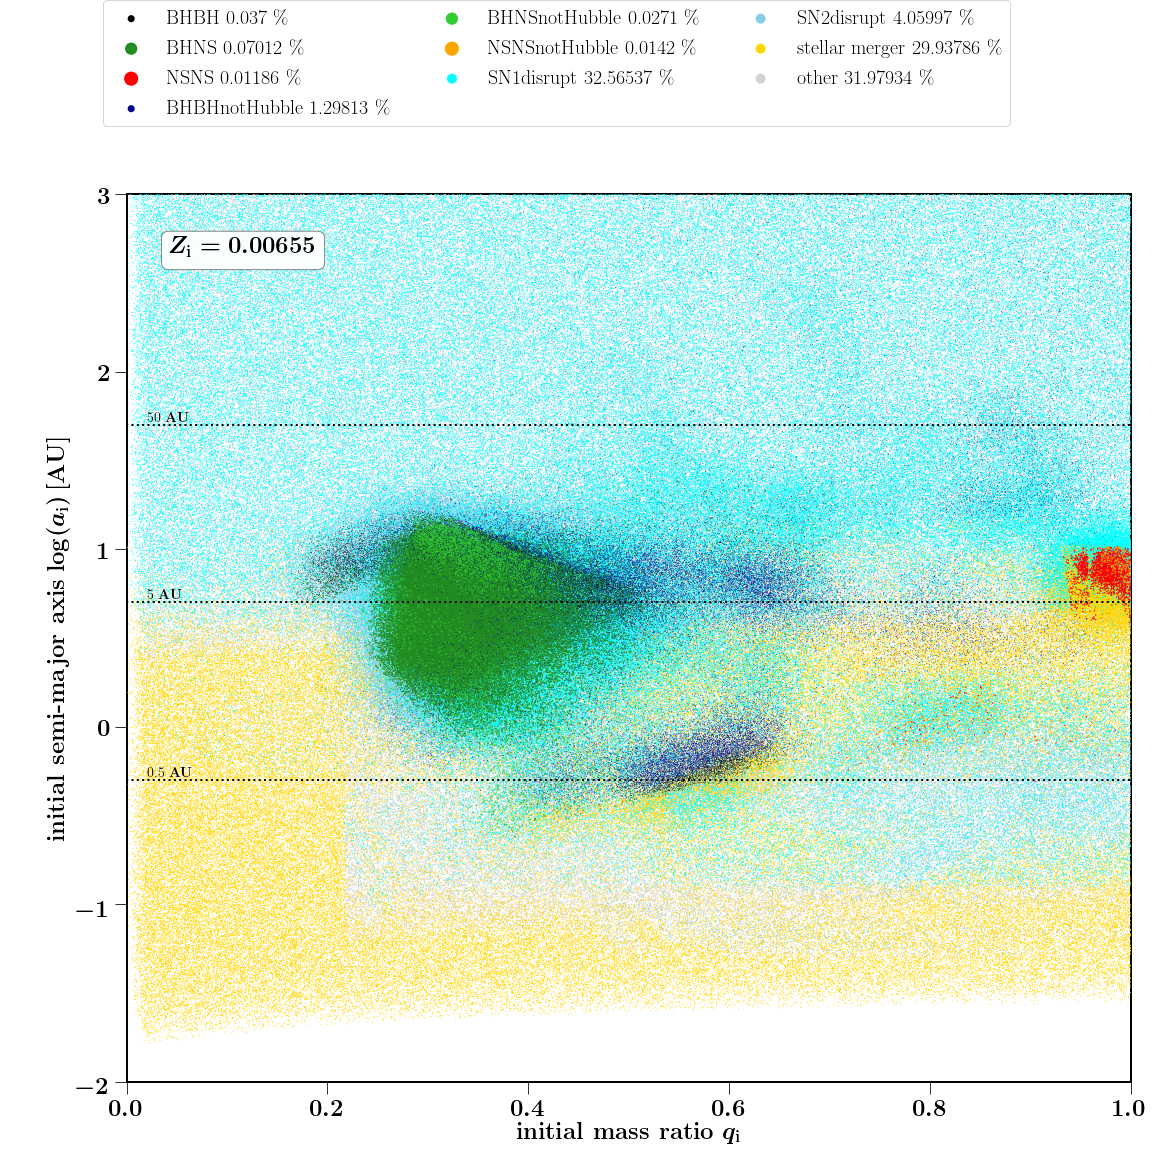 BHBH 0.037 %
BHNS 0.07012 %
NSNS 0.01186 %
BHBHnotHubble 1.29813 %
BHNSnotHubble 0.0271 %
NSNSnotHubble 0.0142 %
SN1disrupt 32.56537 %
SN2disrupt 4.05997 %
stellar merger 29.93786 %
other 31.97934 %
Zᵢ = 0.00655
initial semi-major axis log(aᵢ) [AU]
3
2
1
0
−1
−2
50 AU
5 AU
0.5 AU
0.0 0.2 0.4 0.6 0.8 1.0
initial mass ratio qᵢ